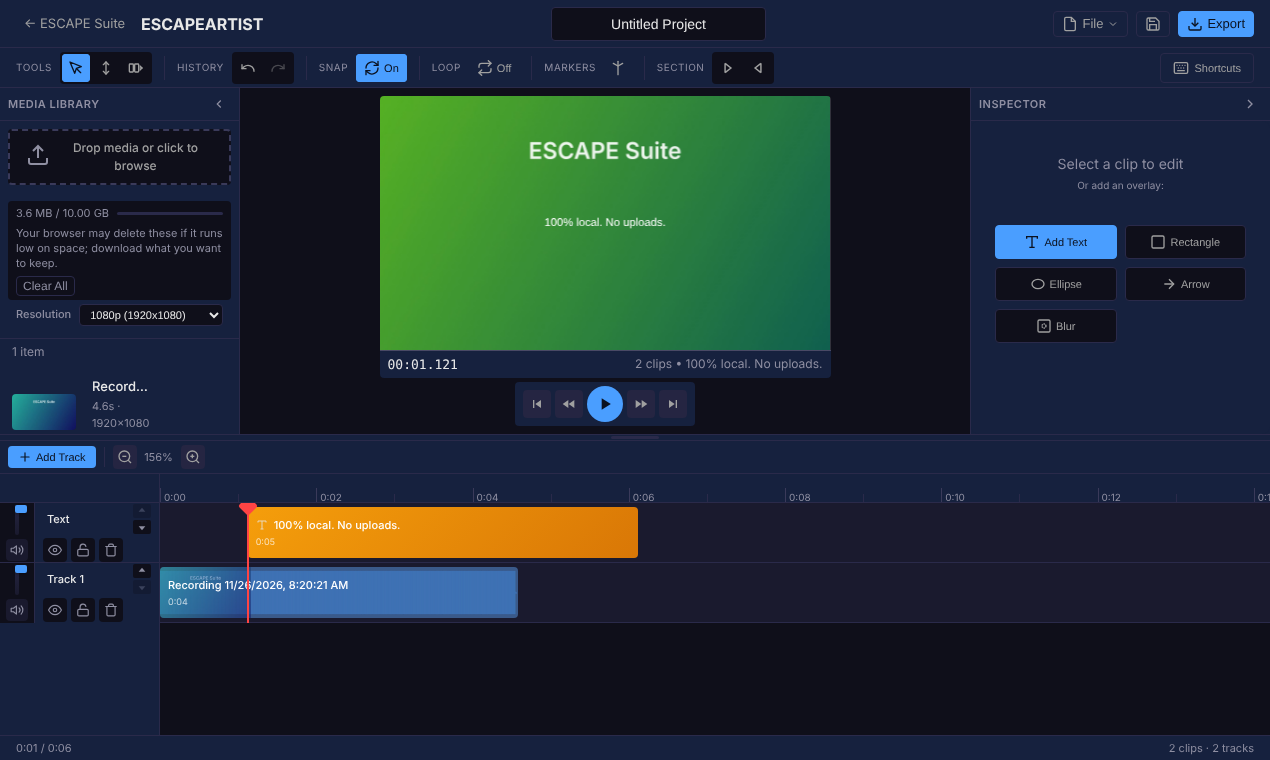 ← ESCAPE Suite
ESCAPEARTIST
Untitled Project
File
Export
TOOLS
HISTORY
SNAP
On
LOOP
Off
MARKERS
SECTION
Shortcuts
MEDIA LIBRARY
Drop media or click to
browse
3.6 MB / 10.00 GB
Your browser may delete these if it runs
low on space; download what you want
to keep.
Clear All
Resolution
1080p (1920x1080)
1 item
ESCAPE Suite
Record...
4.6s ·
1920×1080
ESCAPE Suite
100% local. No uploads.
00:01.121
2 clips • 100% local. No uploads.
INSPECTOR
Select a clip to edit
Or add an overlay:
Add Text
Rectangle
Ellipse
Arrow
Blur
Add Track
156%
0:00
0:02
0:04
0:06
0:08
0:10
0:12
Text
100% local. No uploads.
0:05
Track 1
ESCAPE Suite
Recording 11/26/2026, 8:20:21 AM
0:04
0:01 / 0:06
2 clips · 2 tracks